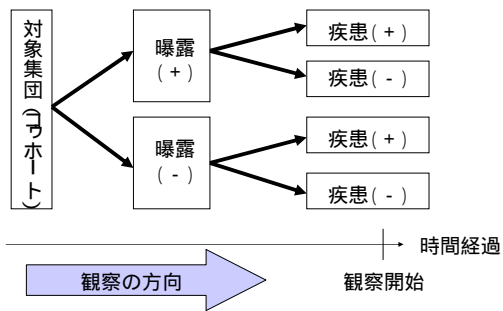 対象集団(コウホート)
曝露
(+)
曝露
(-)
疾患(+)
疾患(-)
疾患(+)
疾患(-)
時間経過
観察開始
観察の方向